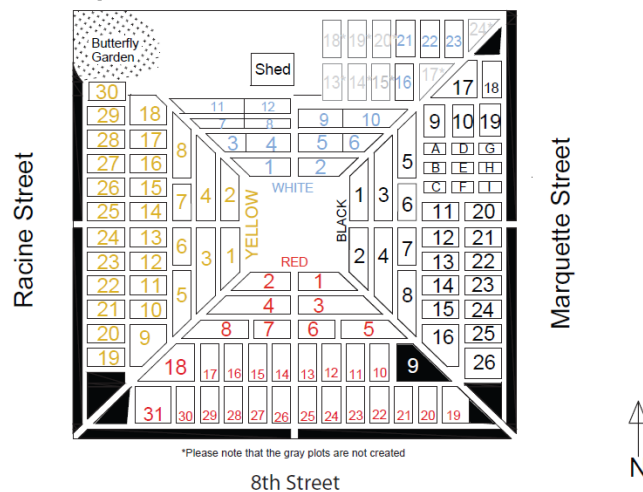 Butterfly
Garden
Shed
18* 19* 20* 21 22 23 24*
13* 14* 15* 16 17* 17 18
30 29 28 27 26 25 24 23 22 21 20 19
18 17 16 15 14 13 12 11 10 9
8 7 6 5
4 3
2 1
YELLOW
11 12
7 8 9 10
3 4 5 6
1 2
WHITE
BLACK
1 3 5
6
2 4 7
8
9 10 19
A D G
B E H
C F I
11 20
12 21
13 22
14 23
15 24
16 25
26
RED
2 1
4 3
8 7 6 5
18 17 16 15 14 13 12 11 10 9
31 30 29 28 27 26 25 24 23 22 21 20 19
Racine Street
Marquette Street
*Please note that the gray plots are not created
8th Street
N